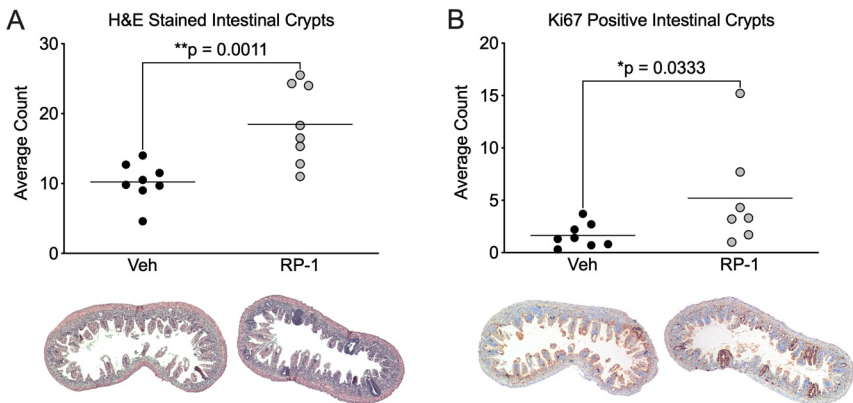 A
H&E Stained Intestinal Crypts
**p = 0.0011
Average Count
30
20
10
0
Veh
RP-1
B
Ki67 Positive Intestinal Crypts
*p = 0.0333
Average Count
20
15
10
5
0
Veh
RP-1